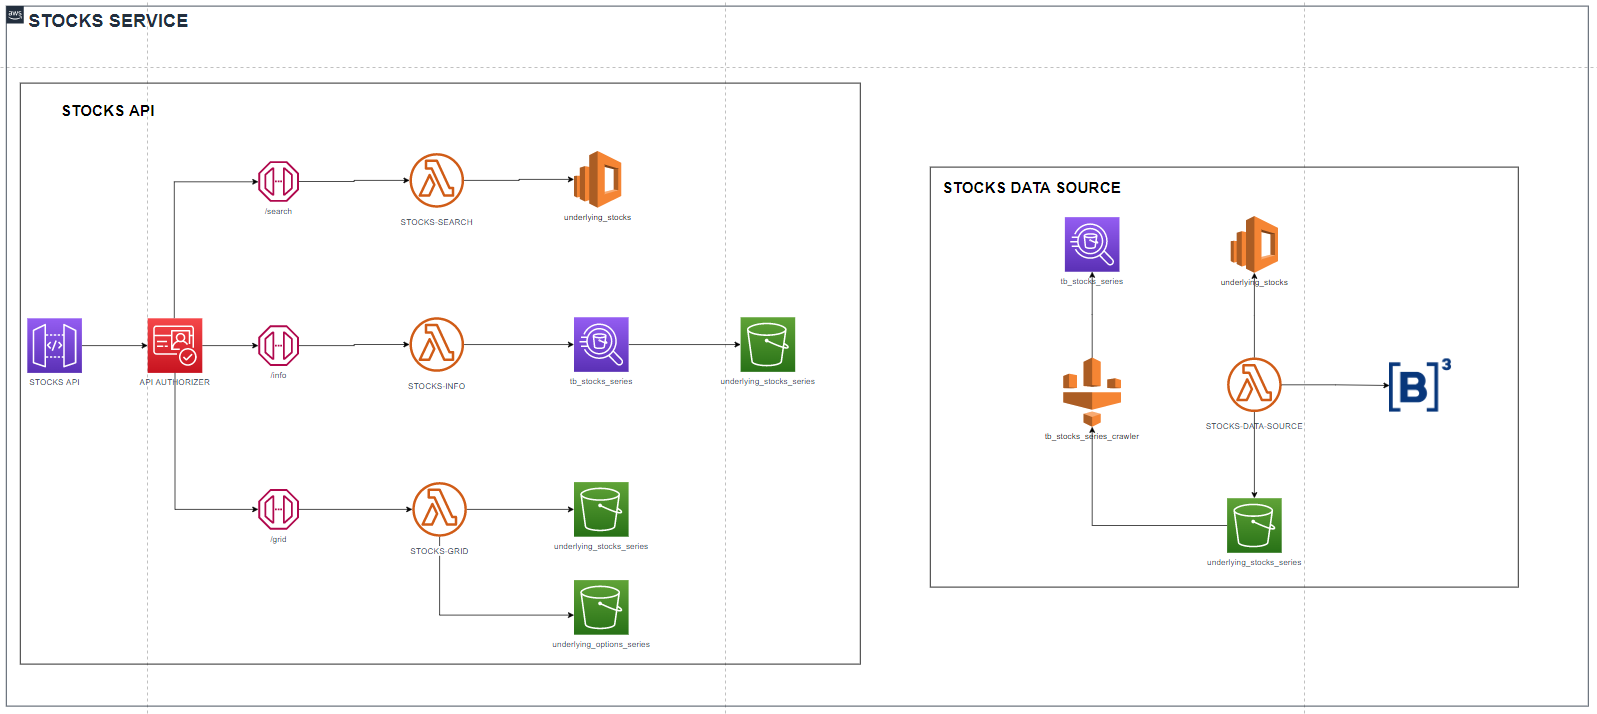 aws
STOCKS SERVICE
STOCKS API
/search
STOCKS-SEARCH
underlying_stocks
STOCKS API
API AUTHORIZER
/info
STOCKS-INFO
tb_stocks_series
underlying_stocks_series
/grid
STOCKS-GRID
underlying_stocks_series
underlying_options_series
STOCKS DATA SOURCE
tb_stocks_series
underlying_stocks
tb_stocks_series_crawler
STOCKS-DATA-SOURCE
[B]³
underlying_stocks_series